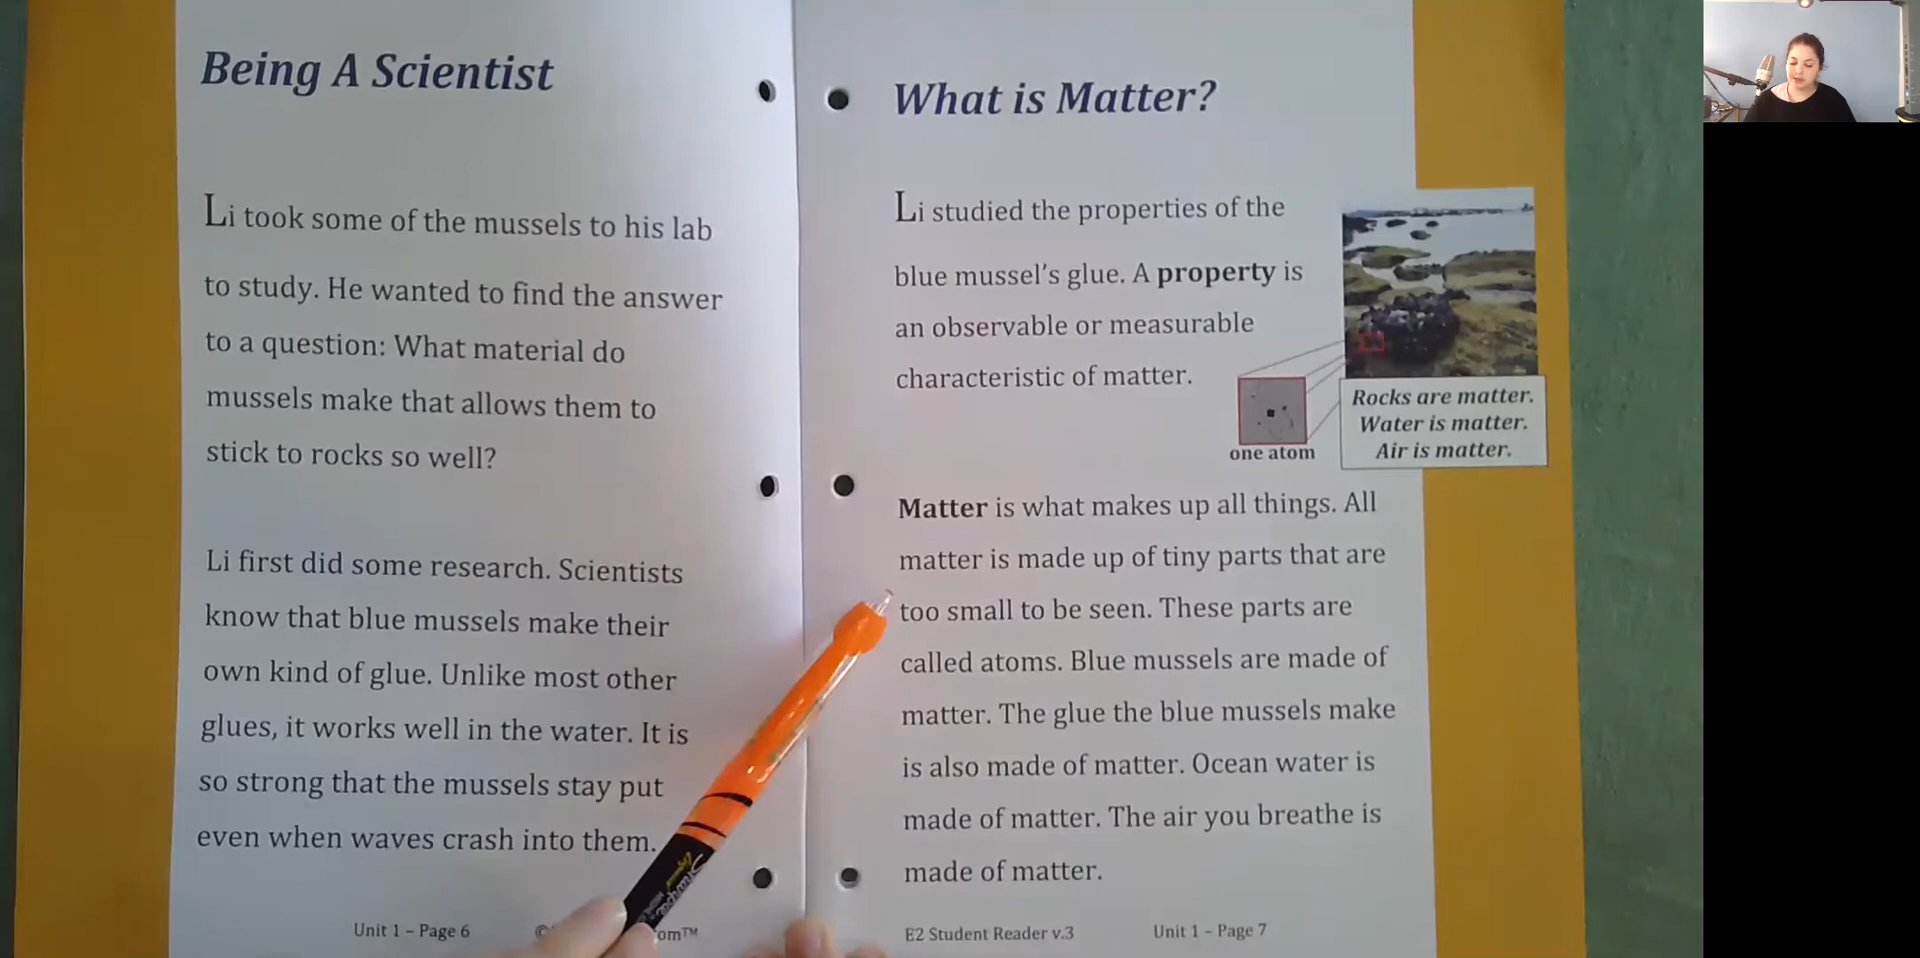 Being A Scientist
Li took some of the mussels to his lab
to study. He wanted to find the answer
to a question: What material do
mussels make that allows them to
stick to rocks so well?
Li first did some research. Scientists
know that blue mussels make their
own kind of glue. Unlike most other
glues, it works well in the water. It is
so strong that the mussels stay put
even when waves crash into them.
Unit 1 – Page 6
What is Matter?
Li studied the properties of the
blue mussel's glue. A property is
an observable or measurable
characteristic of matter.
one atom
Rocks are matter.
Water is matter.
Air is matter.
Matter is what makes up all things. All
matter is made up of tiny parts that are
too small to be seen. These parts are
called atoms. Blue mussels are made of
matter. The glue the blue mussels make
is also made of matter. Ocean water is
made of matter. The air you breathe is
made of matter.
E2 Student Reader v.3
Unit 1 – Page 7
Sharpie